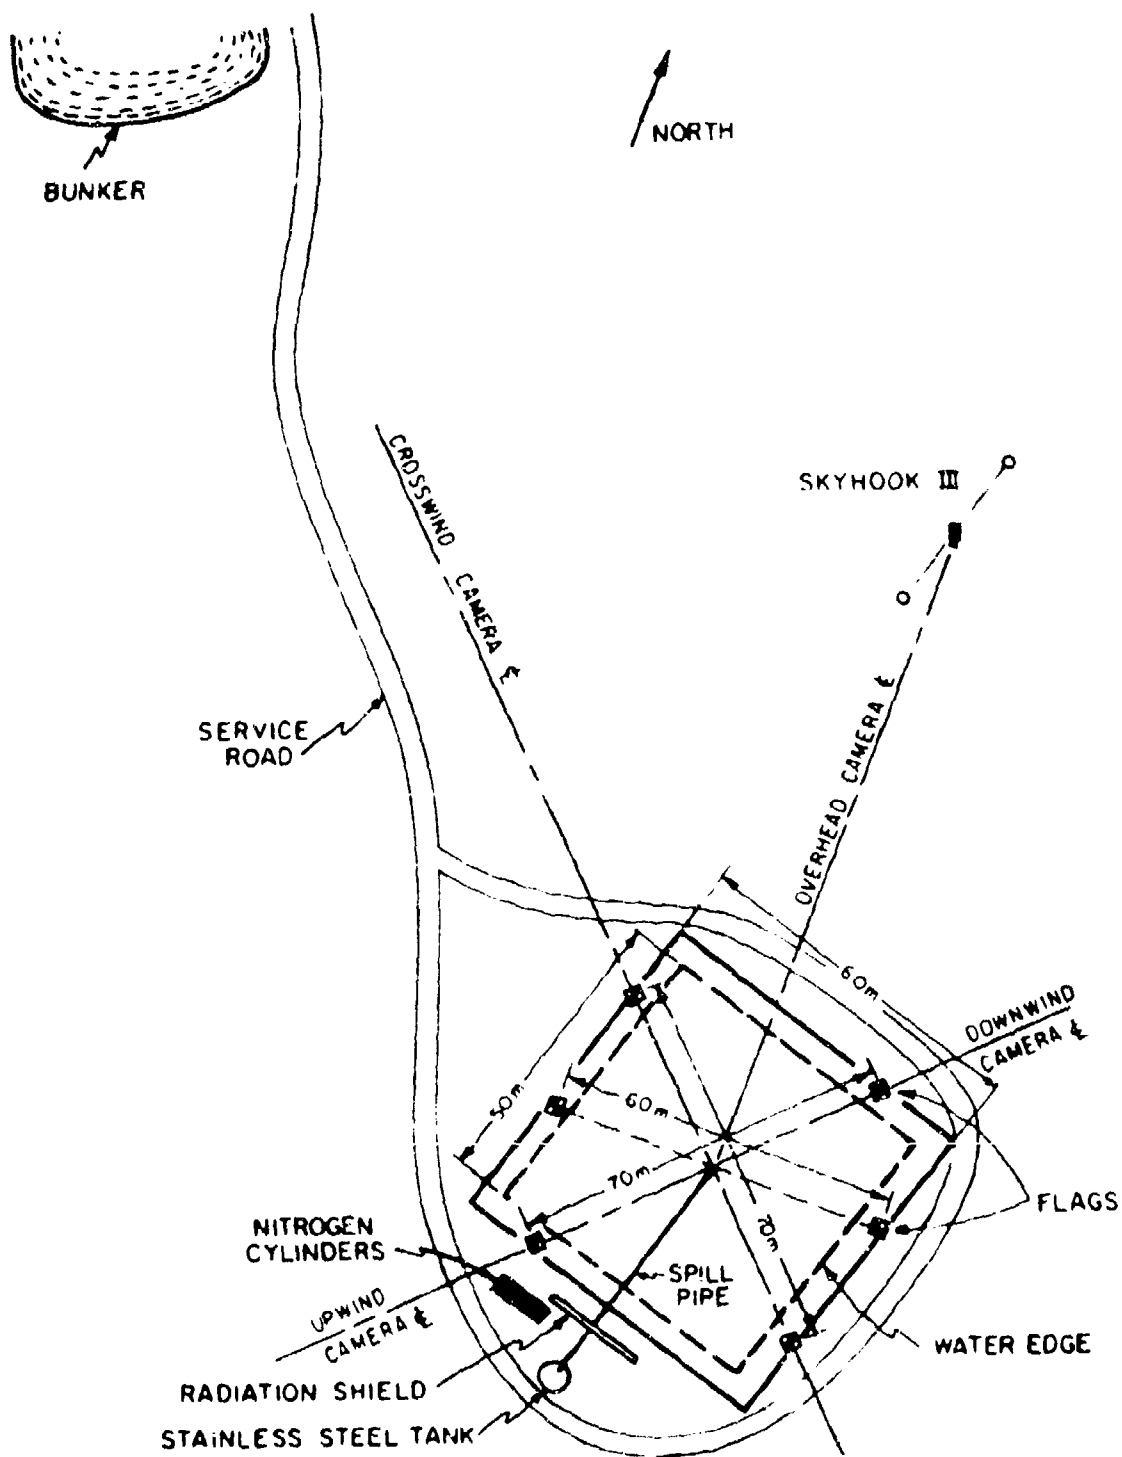 NORTH
BUNKER
CROSSWIND CAMERA ℄
SKYHOOK III
OVERHEAD CAMERA ℄
SERVICE
ROAD
60m
DOWNWIND
CAMERA ℄
50m
60m
70m
70m
FLAGS
NITROGEN
CYLINDERS
SPILL
PIPE
UPWIND
CAMERA ℄
WATER EDGE
RADIATION SHIELD
STAINLESS STEEL TANK